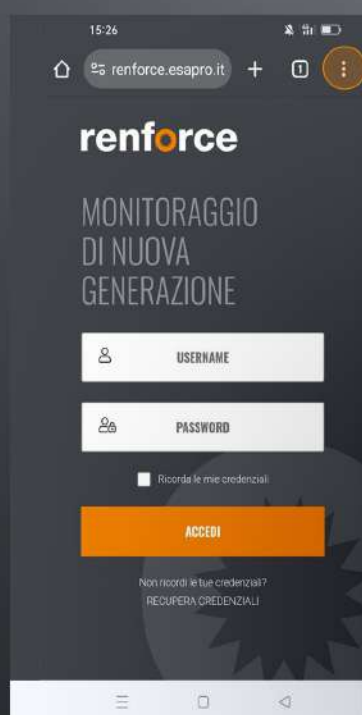 15:26
renforce.esapro.it
1
renforce
MONITORAGGIO
DI NUOVA
GENERAZIONE
USERNAME
PASSWORD
Ricorda le mie credenziali
ACCEDI
Non ricordi le tue credenziali?
RECUPERA CREDENZIALI